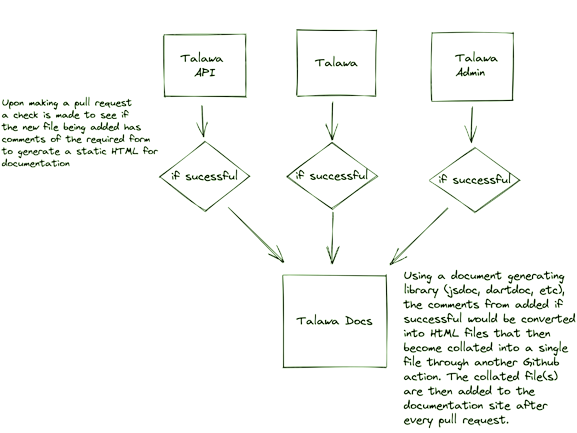 Talawa
API
Talawa
Talawa
Admin
Upon making a pull request
a check is made to see if
the new file being added has
comments of the required form
to generate a static HTML for
documentation
if sucessful
if successful
if successful
Talawa Docs
Using a document generating
library (jsdoc, dartdoc, etc),
the comments from added if
successful would be converted
into HTML files that then
become collated into a single
file through another Github
action. The collated file(s)
are then added to the
documentation site after
every pull request.